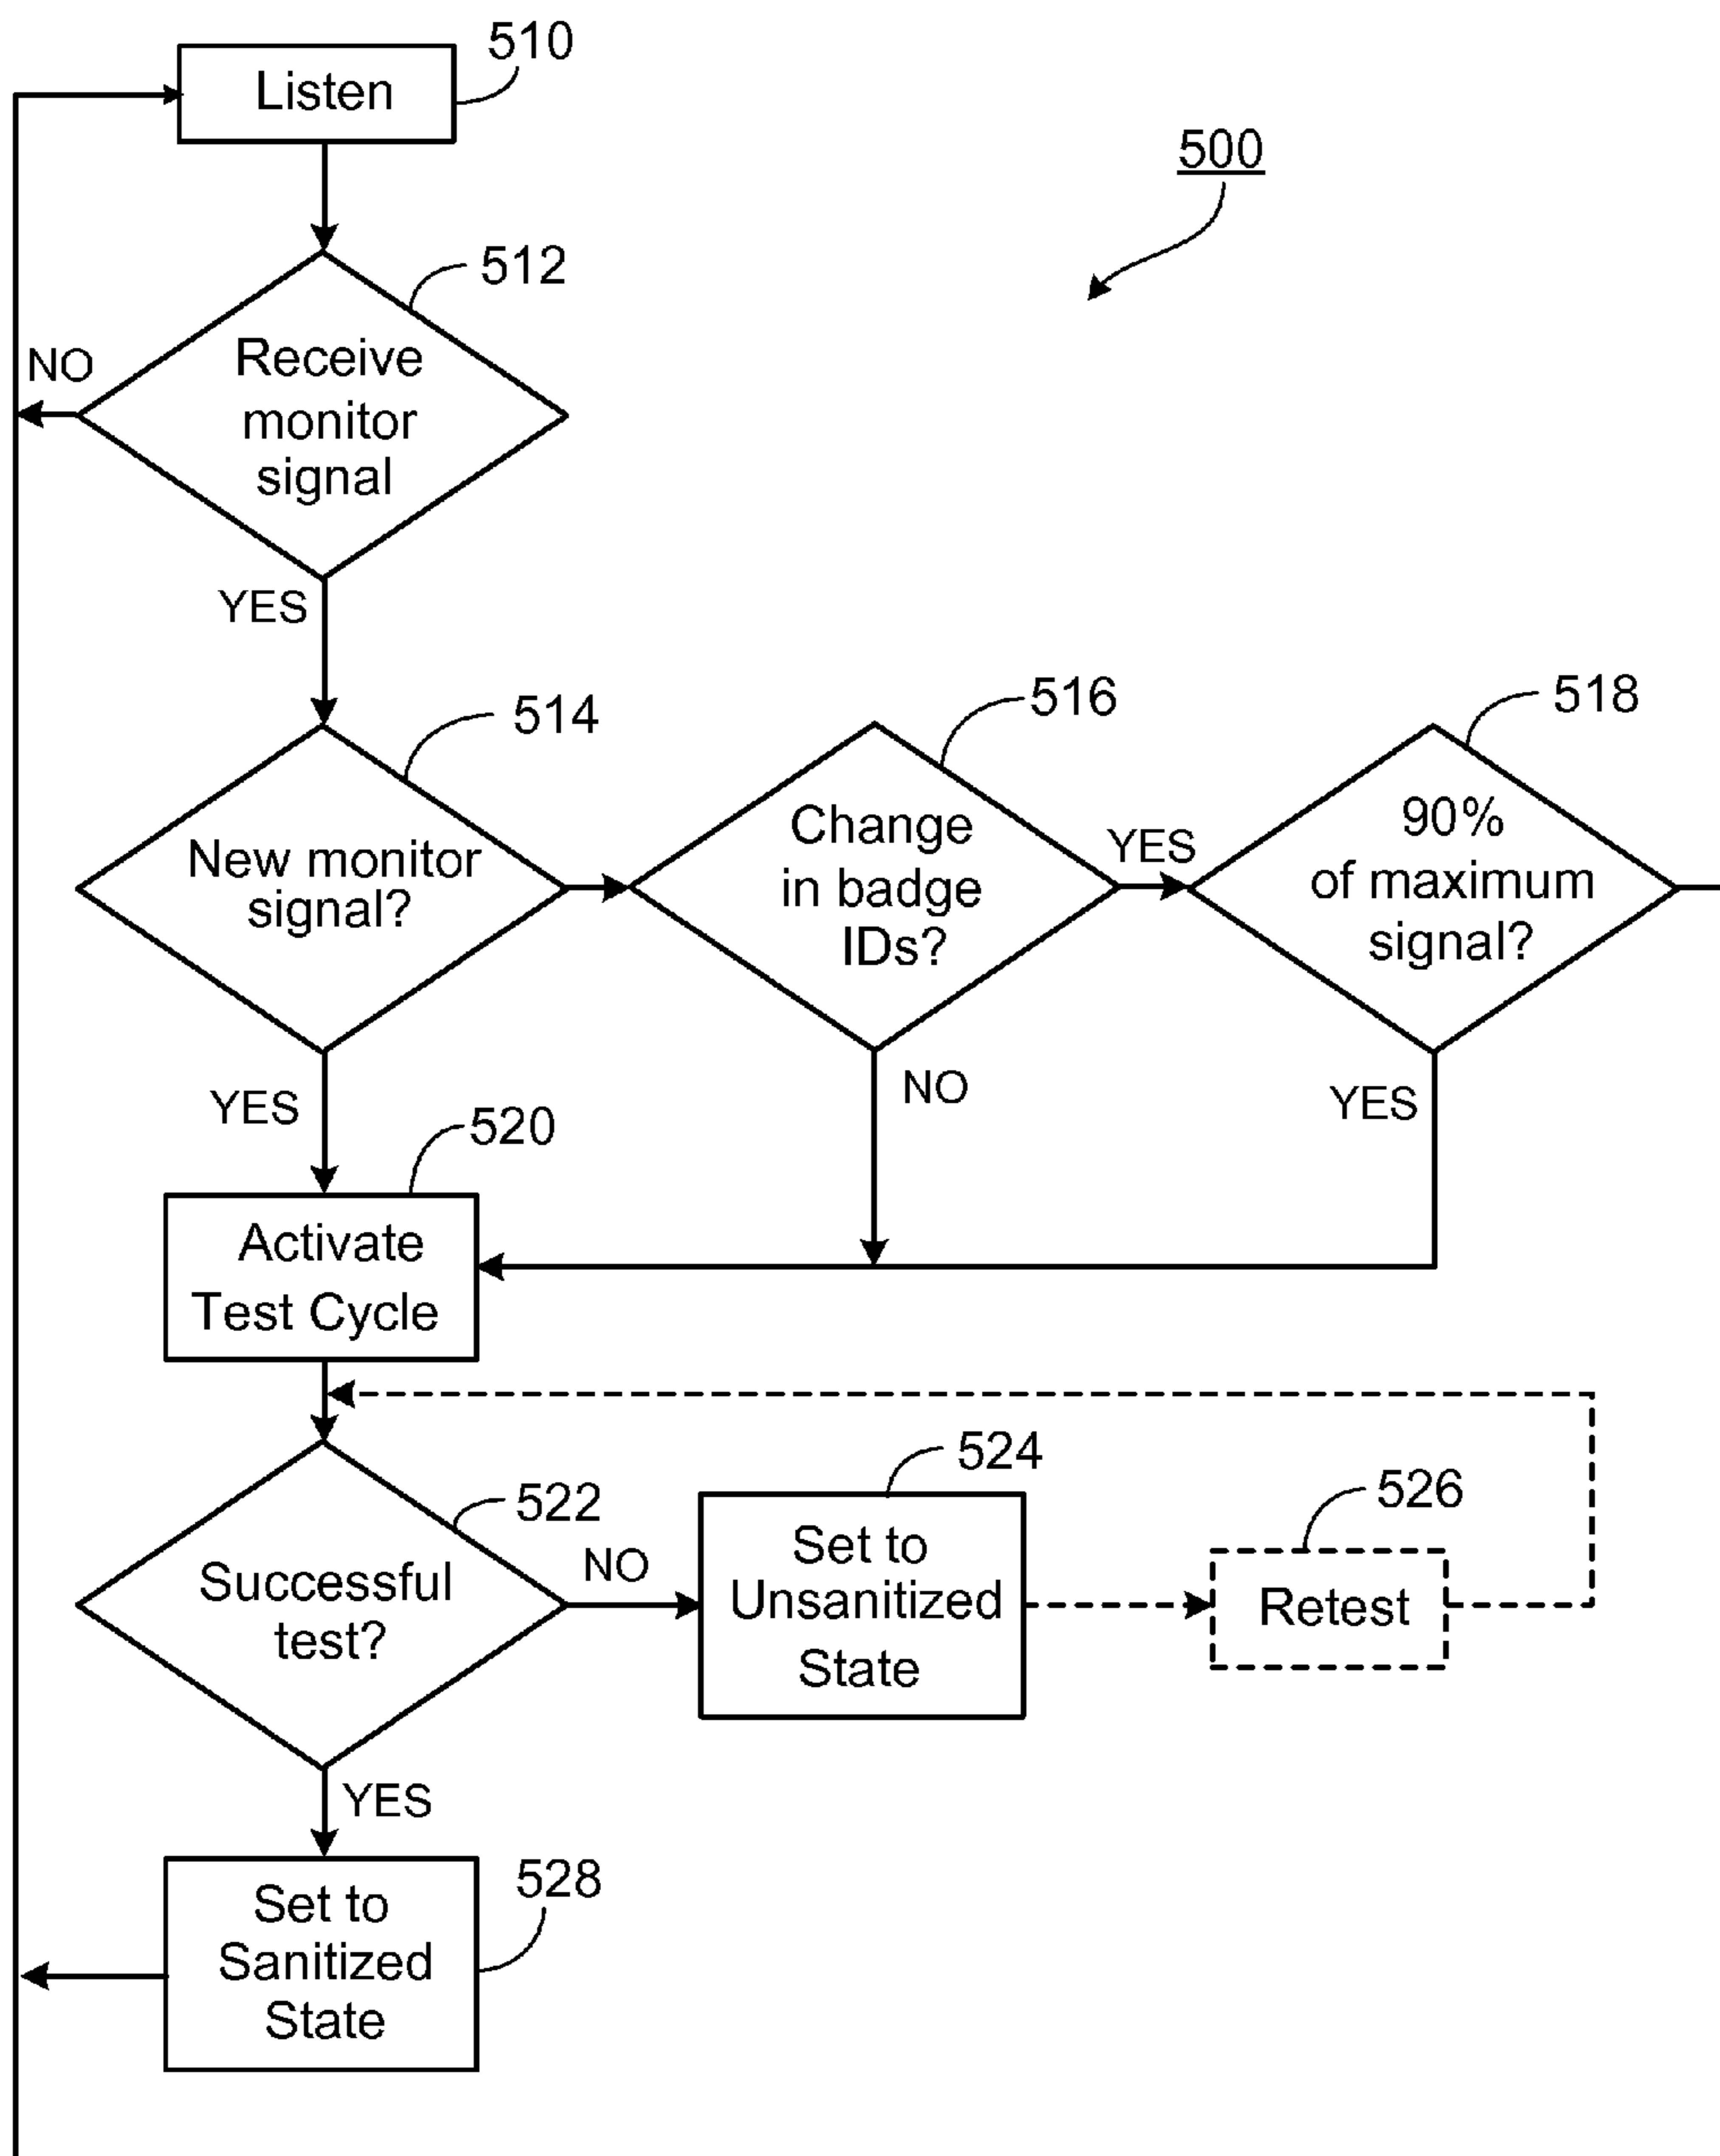 510
Listen
500
512
NO
Receive
monitor
signal
YES
514
516
518
New monitor
signal?
Change
in badge
IDs?
YES
90%
of maximum
signal?
YES
NO
YES
520
Activate
Test Cycle
522
524
526
Successful
test?
NO
Set to
Unsanitized
State
Retest
YES
528
Set to
Sanitized
State